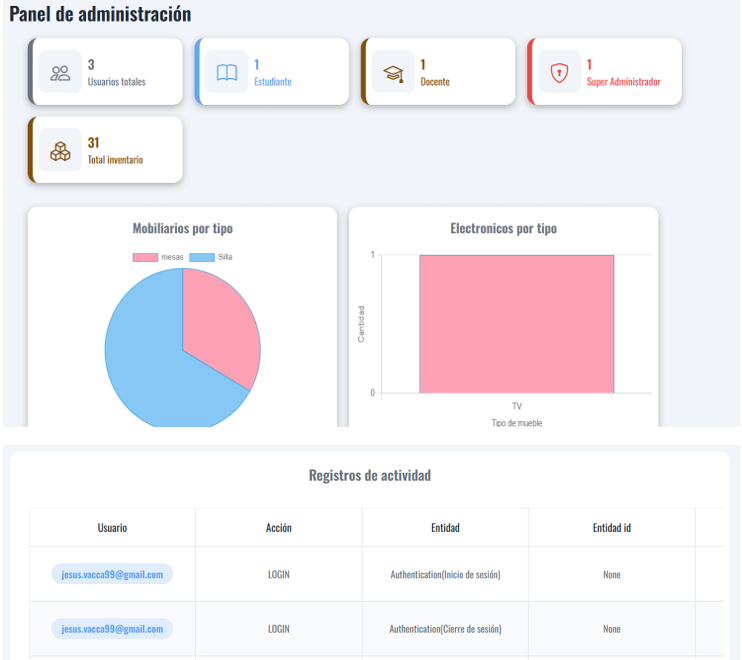 Panel de administración
3
Usuarios totales
1
Estudiante
1
Docente
1
Super Administrador
31
Total inventario
Mobiliarios por tipo
mesas Silla
Electronicos por tipo
1
Cantidad
0
TV
Tipo de mueble
Registros de actividad
Usuario Acción Entidad Entidad id
jesus.vacca99@gmail.com LOGIN Authentication(Inicio de sesión) None
jesus.vacca99@gmail.com LOGIN Authentication(Cierre de sesión) None